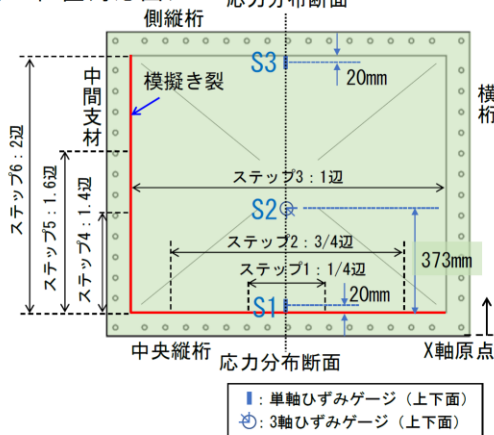 応力分布断面
側縦桁
S3
20mm
中間支材
模擬き裂
横桁
ステップ6：2辺
ステップ5：1.6辺
ステップ4：1.4辺
ステップ3：1辺
S2
ステップ2：3/4辺
373mm
ステップ1：1/4辺
20mm
S1
中央縦桁
応力分布断面
X軸原点
：単軸ひずみゲージ（上下面）
：3軸ひずみゲージ（上下面）